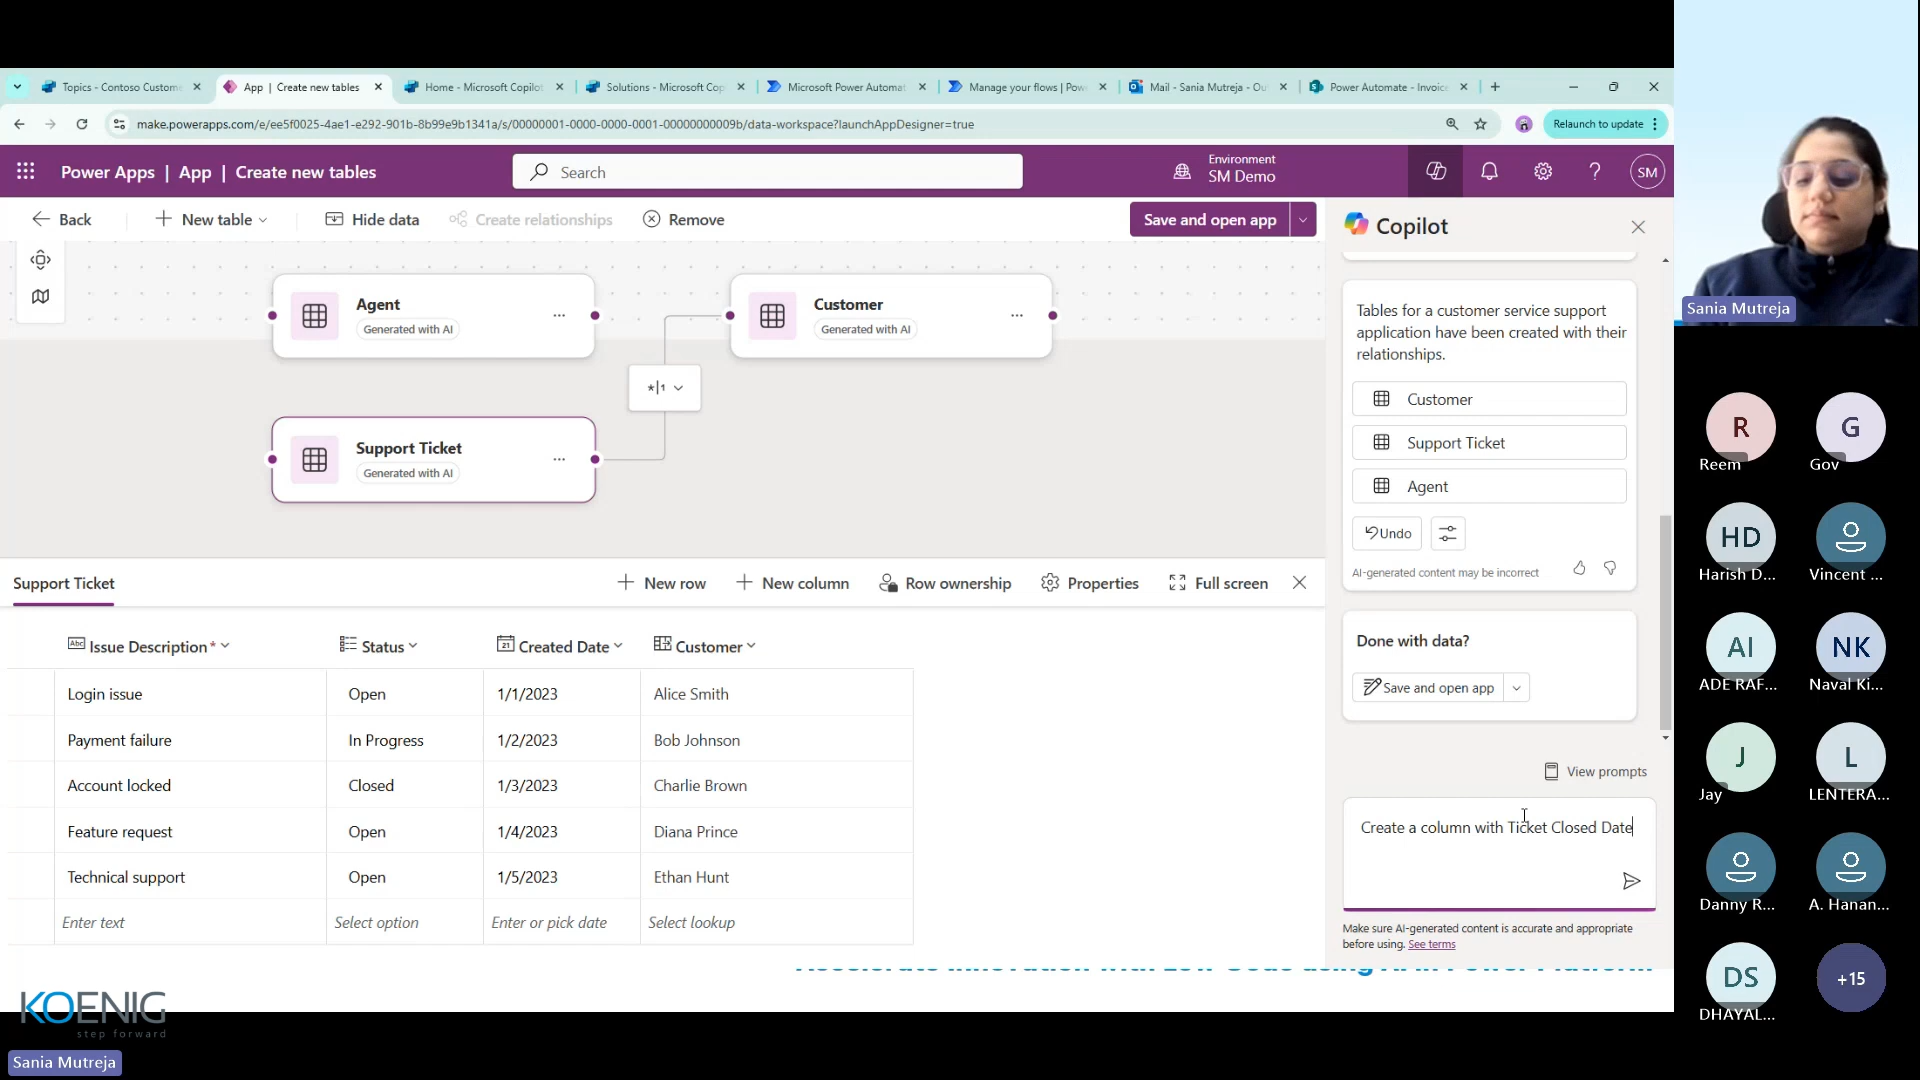 Topics - Contoso Custom
App | Create new tables
Home - Microsoft Copilot
Solutions - Microsoft Cop
Microsoft Power Automat
Manage your flows | Pow
Mail - Sania Mutreja - Ou
Power Automate - Invoice
make.powerapps.com/e/ee5f0025-4ae1-e292-901b-8b99e9b1341a/s/00000001-0000-0000-0001-00000000009b/data-workspace?launchAppDesigner=true
Relaunch to update
Power Apps | App | Create new tables
Search
Environment
SM Demo
SM
Back
New table
Hide data
Create relationships
Remove
Save and open app
Copilot
Agent
Generated with AI
Customer
Generated with AI
*|1
Support Ticket
Generated with AI
Tables for a customer service support
application have been created with their
relationships.
Customer
Support Ticket
Agent
Undo
AI-generated content may be incorrect
Done with data?
Save and open app
View prompts
Create a column with Ticket Closed Date
Make sure AI-generated content is accurate and appropriate
before using. See terms
Support Ticket
New row
New column
Row ownership
Properties
Full screen
Abc Issue Description* Status 21 Created Date Customer
Login issue Open 1/1/2023 Alice Smith
Payment failure In Progress 1/2/2023 Bob Johnson
Account locked Closed 1/3/2023 Charlie Brown
Feature request Open 1/4/2023 Diana Prince
Technical support Open 1/5/2023 Ethan Hunt
Enter text Select option Enter or pick date Select lookup
KOENIG
step forward
Sania Mutreja
Sania Mutreja
R
Reem
G
Gov
HD
Harish D...
Vincent ...
AI
ADE RAF...
NK
Naval Ki...
J
Jay
L
LENTERA...
Danny R...
A. Hanan...
DS
DHAYAL...
+15